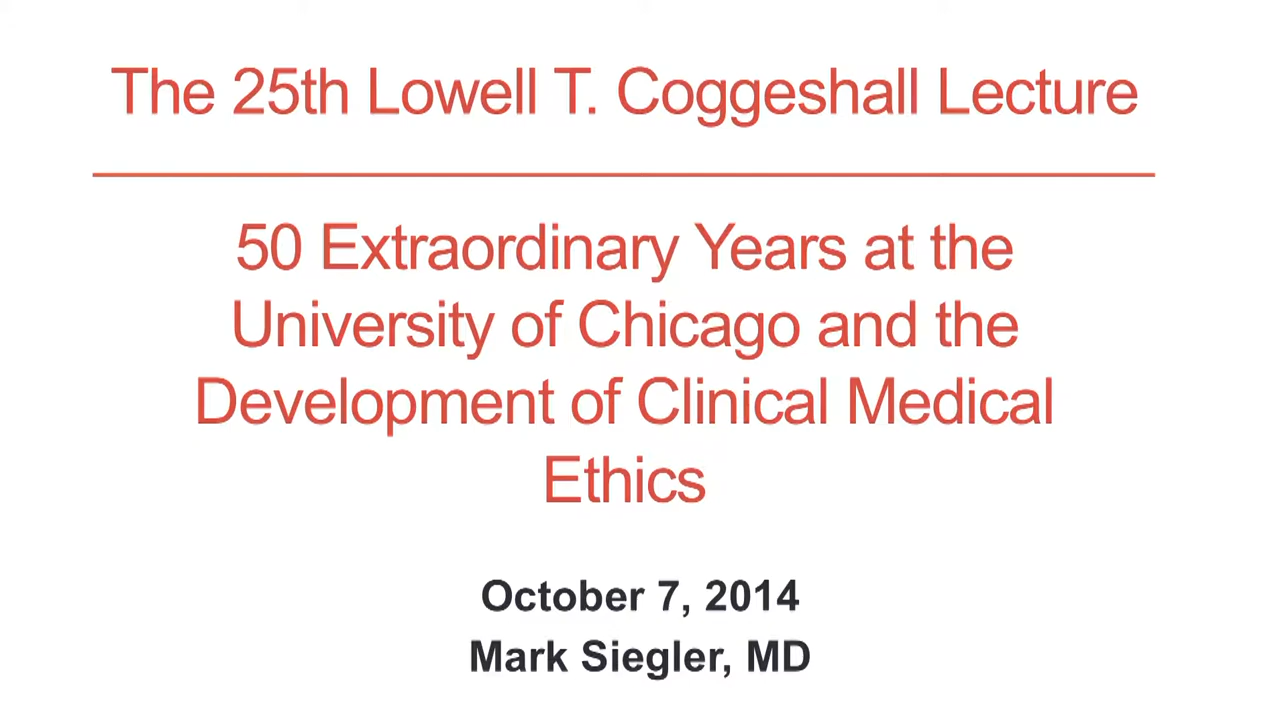 The 25th Lowell T. Coggeshall Lecture
50 Extraordinary Years at the
University of Chicago and the
Development of Clinical Medical
Ethics
October 7, 2014
Mark Siegler, MD